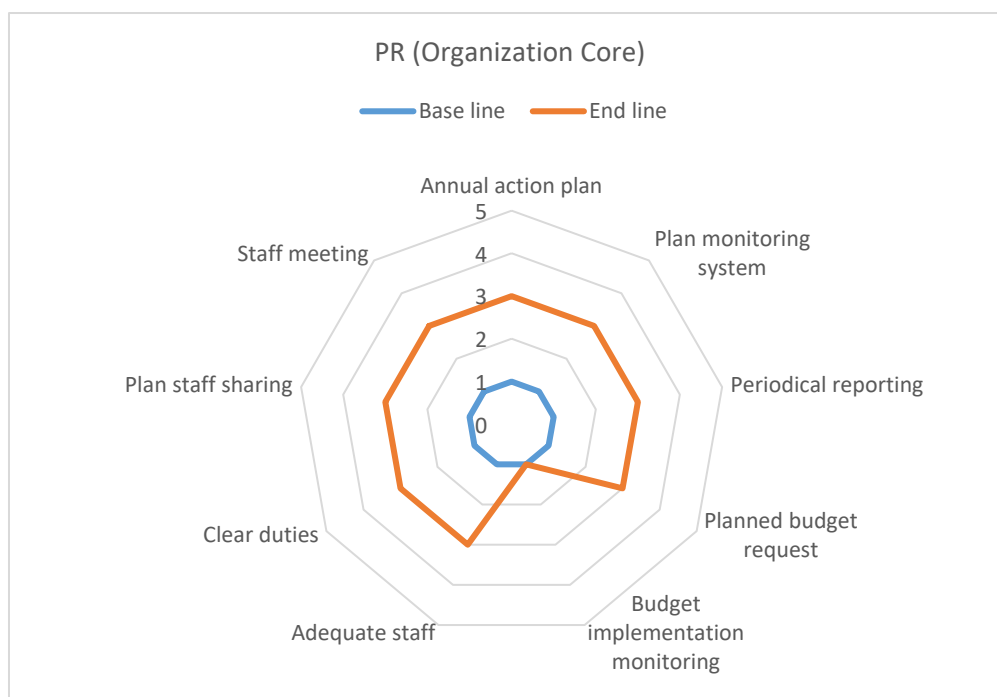 PR (Organization Core)
Base line
End line
Annual action plan
Plan monitoring
system
Periodical reporting
Planned budget
request
Budget
implementation
monitoring
Adequate staff
Clear duties
Plan staff sharing
Staff meeting
5
4
3
2
1
0